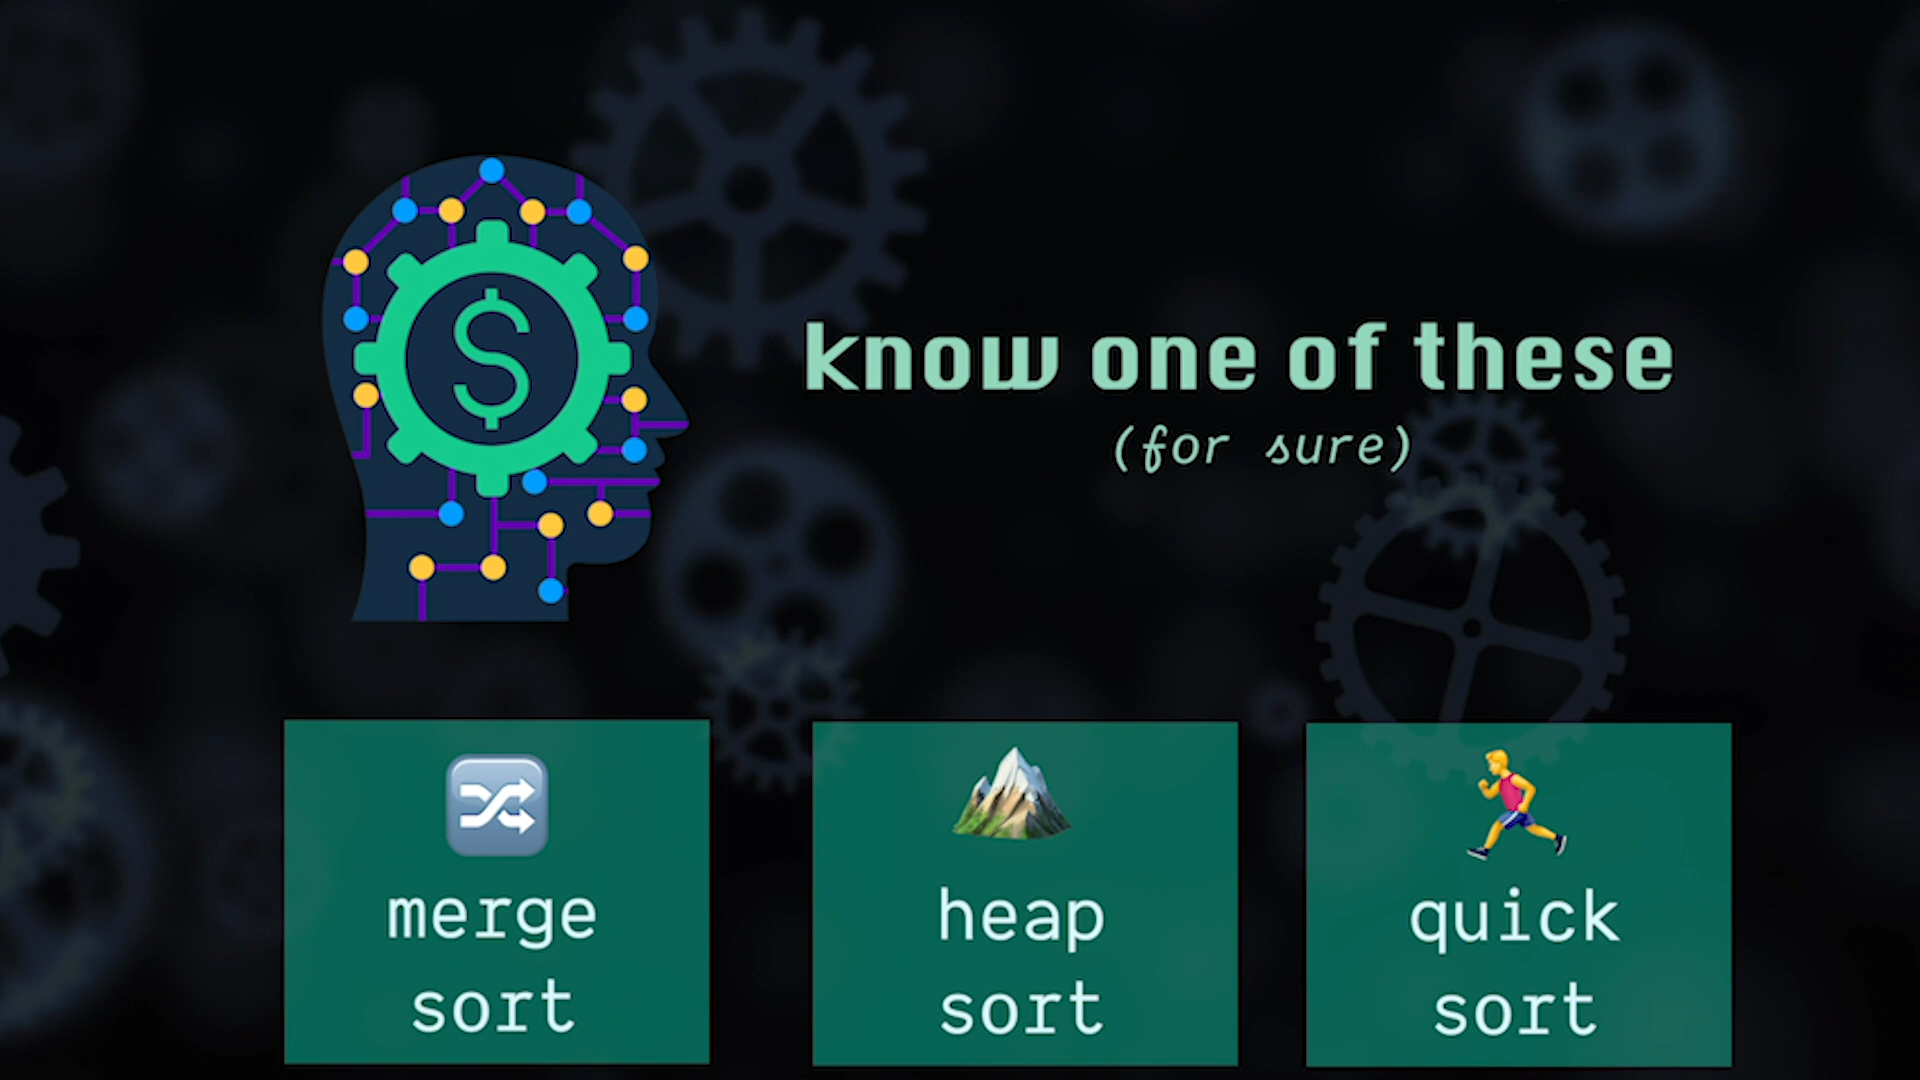 know one of these
(for sure)
merge
sort
heap
sort
quick
sort